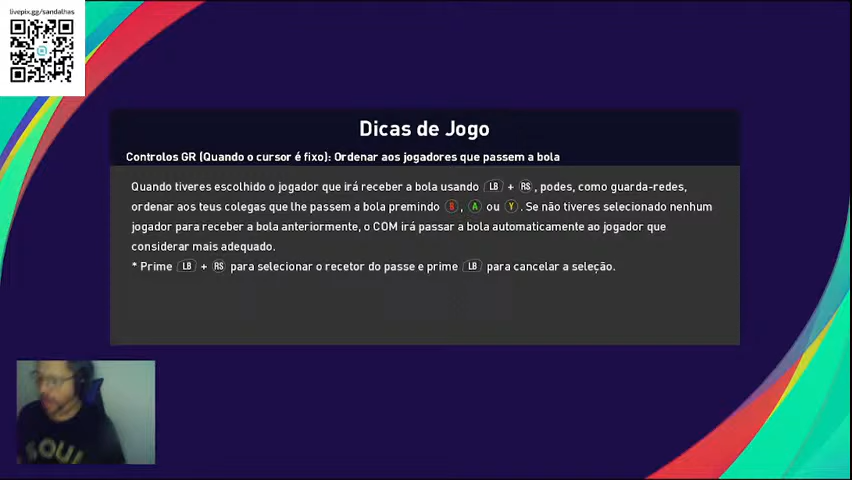 livepix.gg/sandalhas
Dicas de Jogo
Controlos GR (Quando o cursor é fixo): Ordenar aos jogadores que passem a bola
Quando tiveres escolhido o jogador que irá receber a bola usando LB + RS, podes, como guarda-redes,
ordenar aos teus colegas que lhe passem a bola premindo B, A ou Y. Se não tiveres selecionado nenhum
jogador para receber a bola anteriormente, o COM irá passar a bola automaticamente ao jogador que
considerar mais adequado.
* Prime LB + RS para selecionar o recetor do passe e prime LB para cancelar a seleção.
SQUI